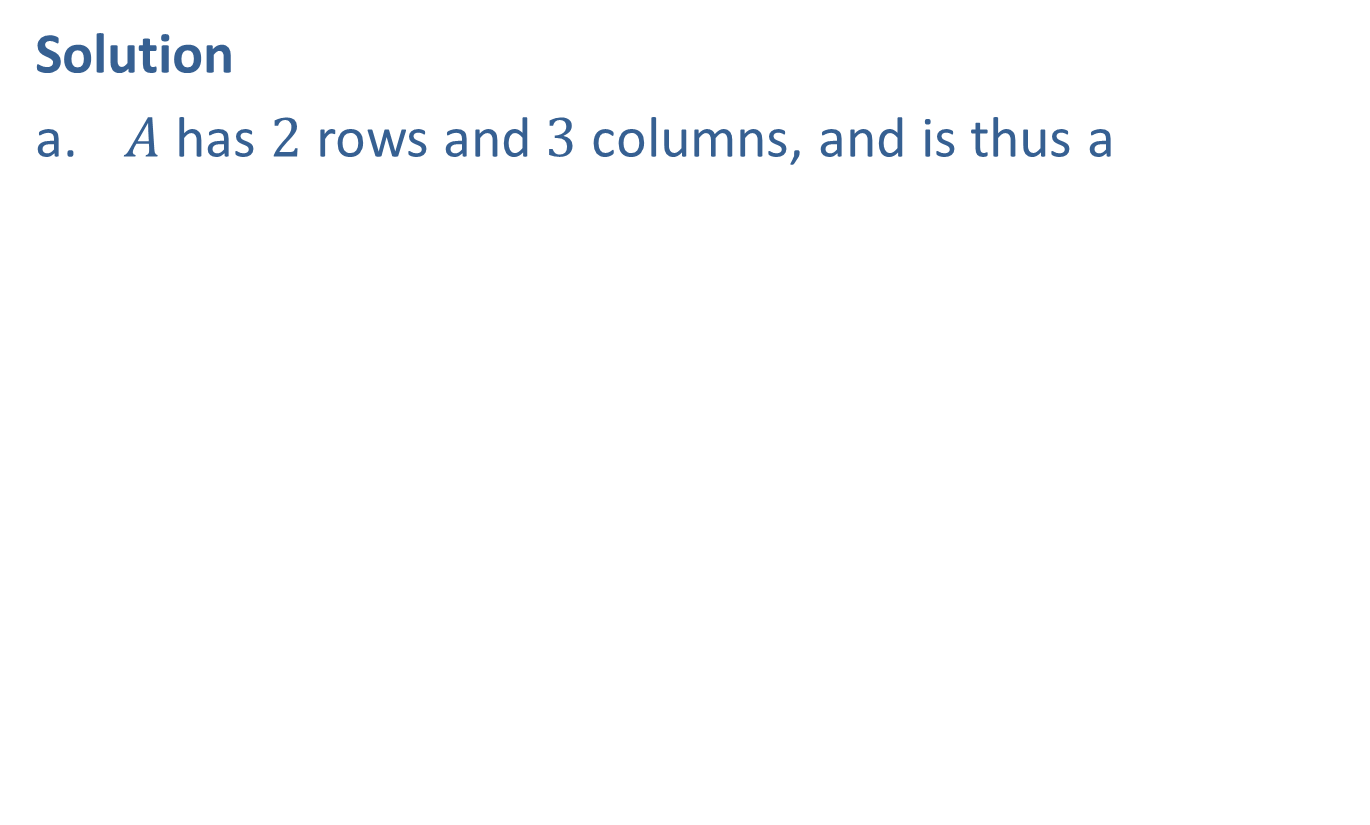 Solution
a. A has 2 rows and 3 columns, and is thus a